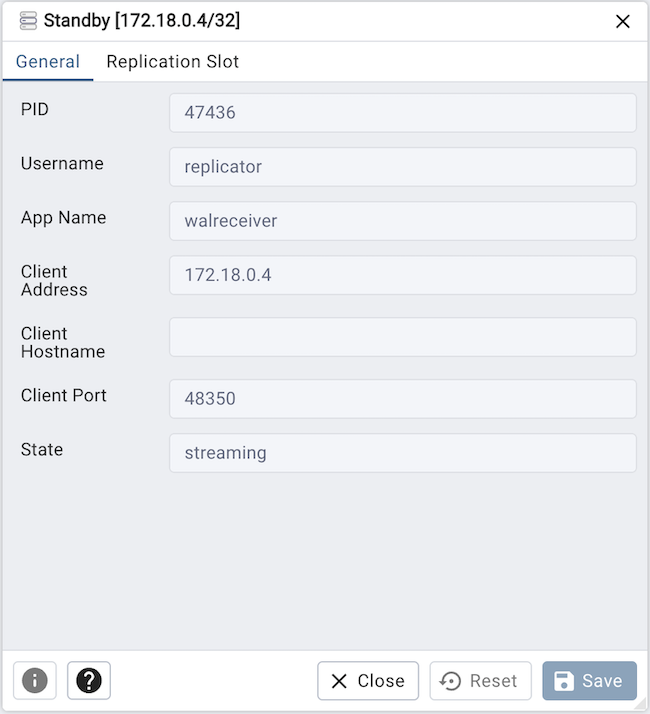 Standby [172.18.0.4/32]
General Replication Slot
PID 47436
Username replicator
App Name walreceiver
Client
Address 172.18.0.4
Client
Hostname
Client Port 48350
State streaming
Close Reset Save